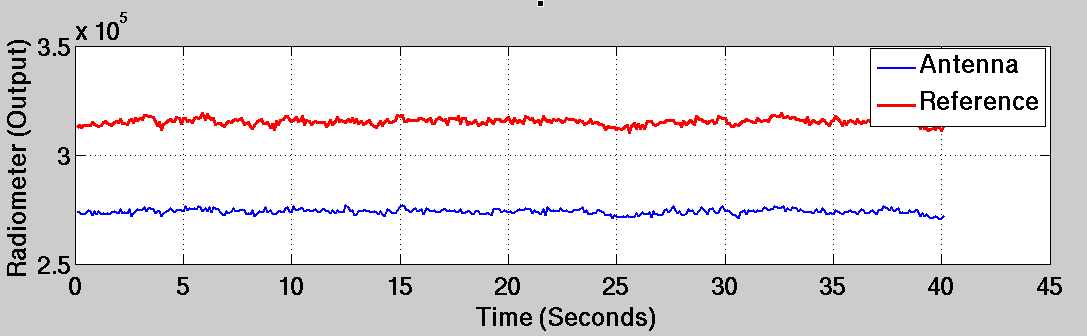 x 10^5
3.5
3
2.5
Radiometer (Output)
Antenna
Reference
0 5 10 15 20 25 30 35 40 45
Time (Seconds)